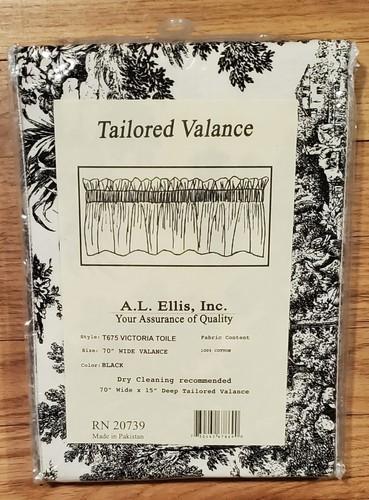 Tailored Valance
A.L. Ellis, Inc.
Your Assurance of Quality
Style: T675 VICTORIA TOILE Fabric Content
Size: 70" WIDE VALANCE 100% COTTON
Color: BLACK
Dry Cleaning recommended
70" Wide x 15" Deep Tailored Valance
RN 20739
Made in Pakistan